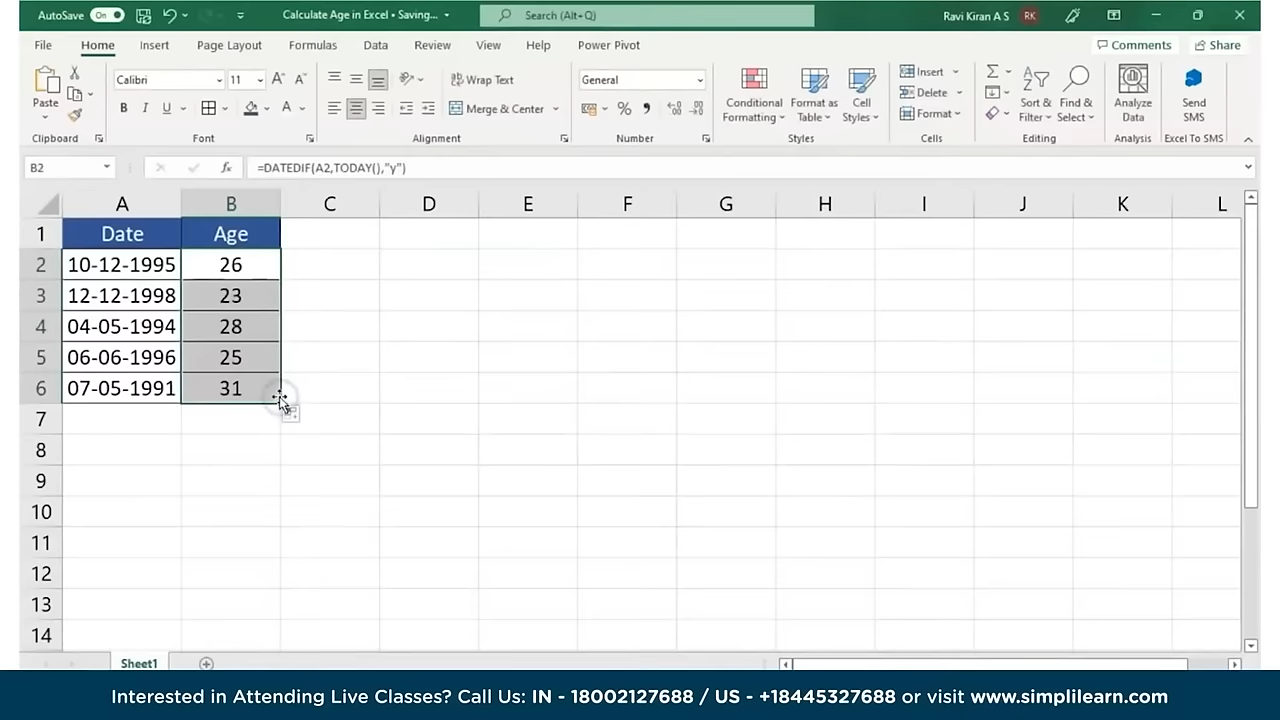 AutoSave On Calculate Age in Excel • Saving... Search (Alt+Q) Ravi Kiran A S RK
File Home Insert Page Layout Formulas Data Review View Help Power Pivot Comments Share
Paste Calibri 11 A A Wrap Text General Conditional Formatting Format as Table Cell Styles Insert Sort & Filter Find & Select Analyze Data Send SMS
B I U A Merge & Center % Delete
Format
Clipboard Font Alignment Number Styles Cells Editing Analysis Excel To SMS
B2 fx =DATEDIF(A2,TODAY(),"y")
A B C D E F G H I J K L
1 Date Age
2 10-12-1995 26
3 12-12-1998 23
4 04-05-1994 28
5 06-06-1996 25
6 07-05-1991 31
7
8
9
10
11
12
13
14
Sheet1
Interested in Attending Live Classes? Call Us: IN - 18002127688 / US - +18445327688 or visit www.simplilearn.com